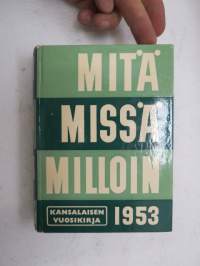 MITÄ
MISSÄ
MILLOIN
KANSALAISEN
VUOSIKIRJA
1953